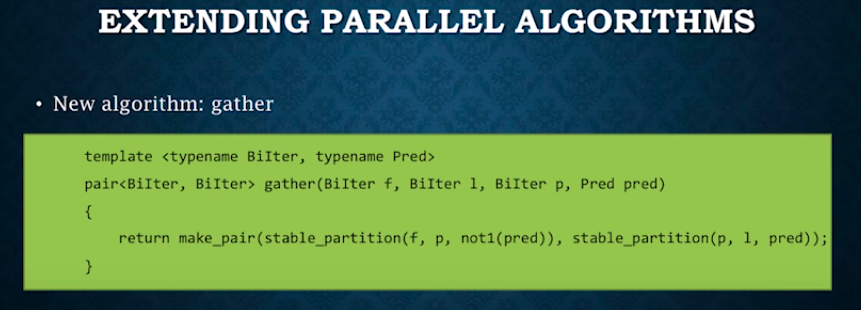 EXTENDING PARALLEL ALGORITHMS
• New algorithm: gather
template <typename BiIter, typename Pred>
pair<BiIter, BiIter> gather(BiIter f, BiIter l, BiIter p, Pred pred)
{
    return make_pair(stable_partition(f, p, not1(pred)), stable_partition(p, l, pred));
}